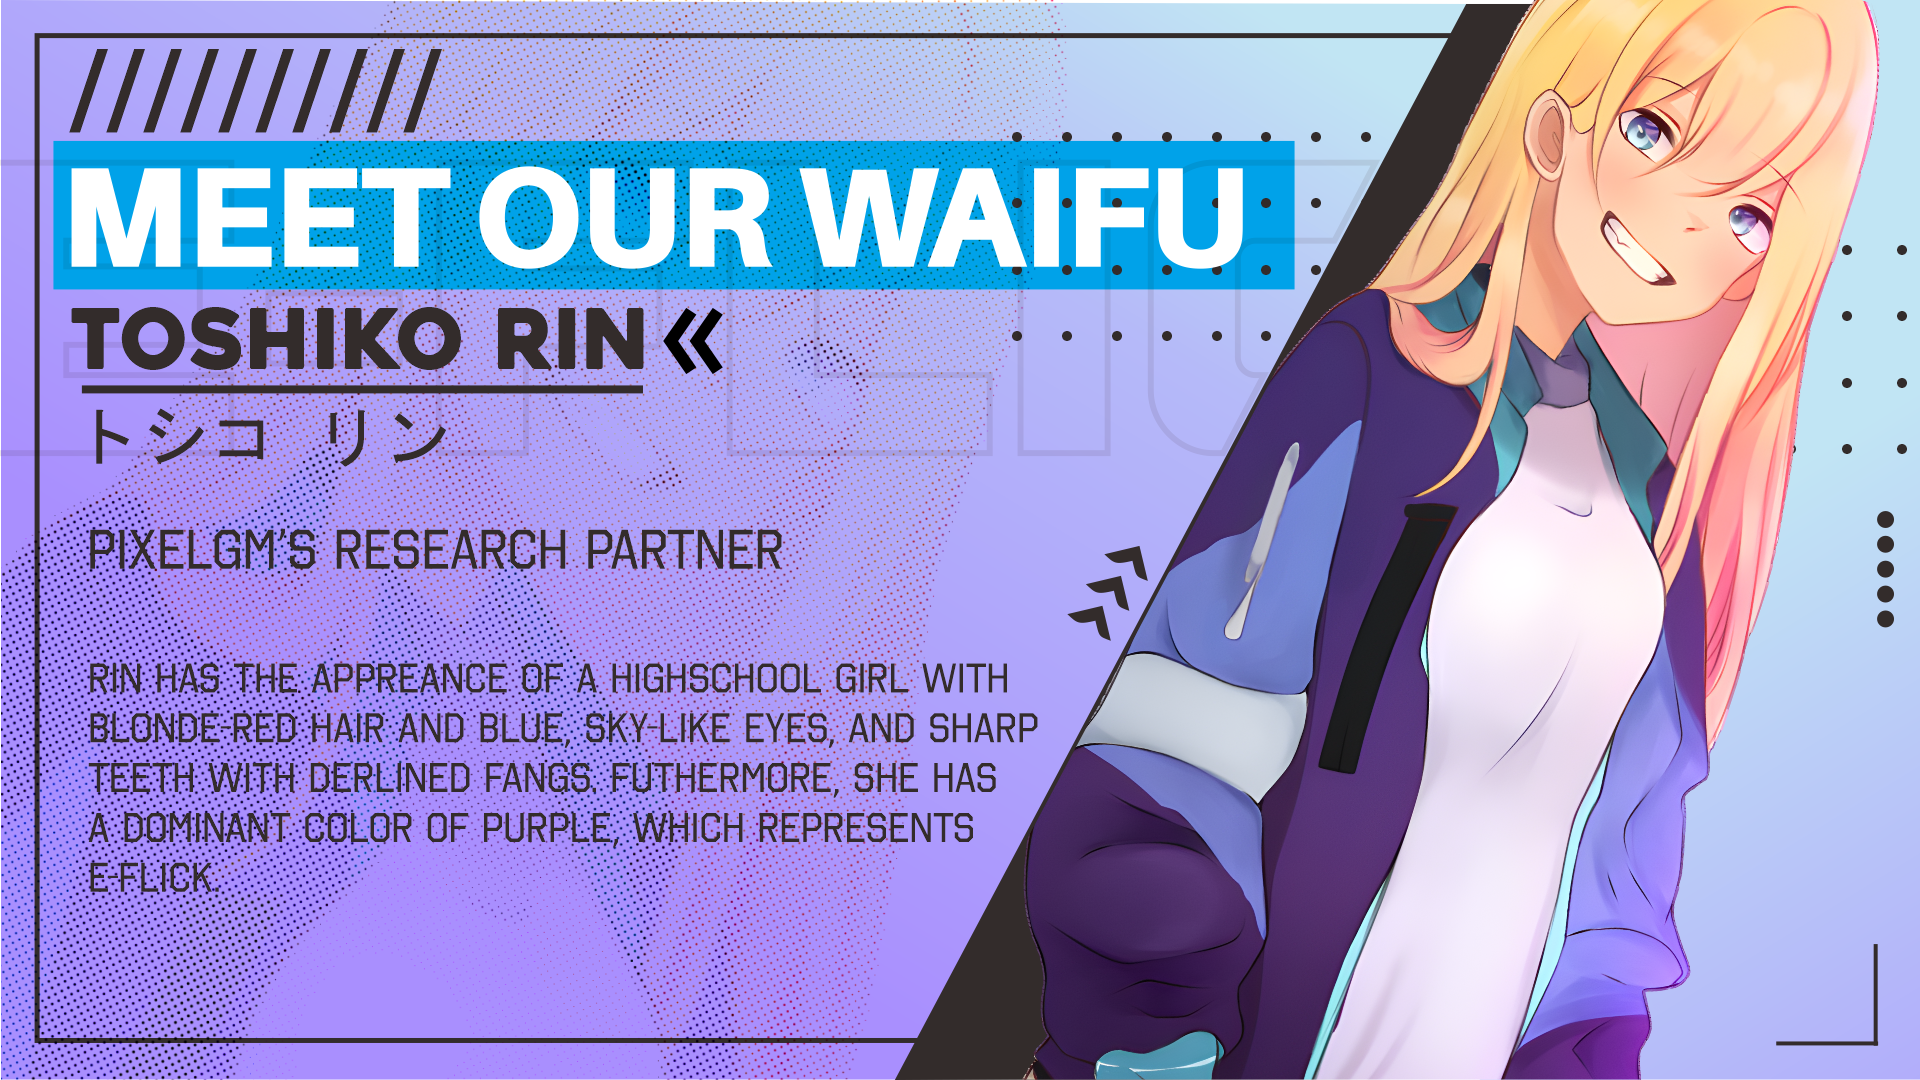 MEET OUR WAIFU
TOSHIKO RIN
トシコ リン
PIXELGM'S RESEARCH PARTNER
RIN HAS THE APPREANCE OF A HIGHSCHOOL GIRL WITH
BLONDE-RED HAIR AND BLUE, SKY-LIKE EYES, AND SHARP
TEETH WITH DERLINED FANGS. FUTHERMORE, SHE HAS
A DOMINANT COLOR OF PURPLE, WHICH REPRESENTS
E-FLICK.